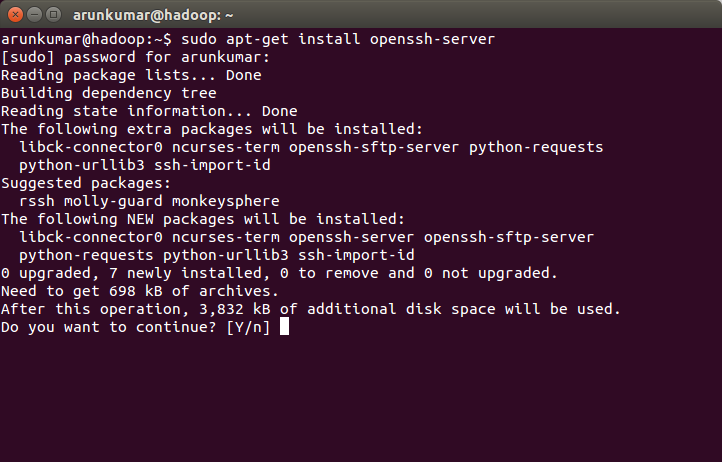 arunkumar@hadoop: ~
arunkumar@hadoop:~$ sudo apt-get install openssh-server
[sudo] password for arunkumar:
Reading package lists... Done
Building dependency tree
Reading state information... Done
The following extra packages will be installed:
  libck-connector0 ncurses-term openssh-sftp-server python-requests
  python-urllib3 ssh-import-id
Suggested packages:
  rssh molly-guard monkeysphere
The following NEW packages will be installed:
  libck-connector0 ncurses-term openssh-server openssh-sftp-server
  python-requests python-urllib3 ssh-import-id
0 upgraded, 7 newly installed, 0 to remove and 0 not upgraded.
Need to get 698 kB of archives.
After this operation, 3,832 kB of additional disk space will be used.
Do you want to continue? [Y/n]